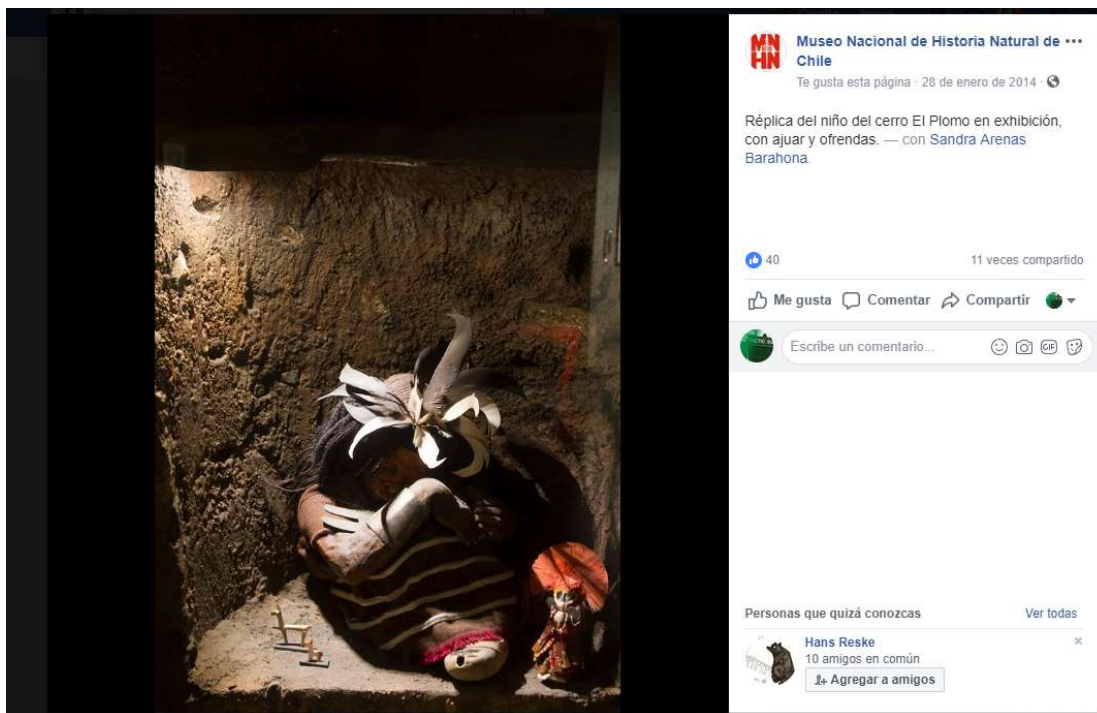 MN
HN
Museo Nacional de Historia Natural de
Chile
Te gusta esta página · 28 de enero de 2014 ·
Réplica del niño del cerro El Plomo en exhibición,
con ajuar y ofrendas. — con Sandra Arenas
Barahona.
40
11 veces compartido
Me gusta
Comentar
Compartir
Escribe un comentario...
GIF
Personas que quizá conozcas
Ver todas
Hans Reske
10 amigos en común
Agregar a amigos